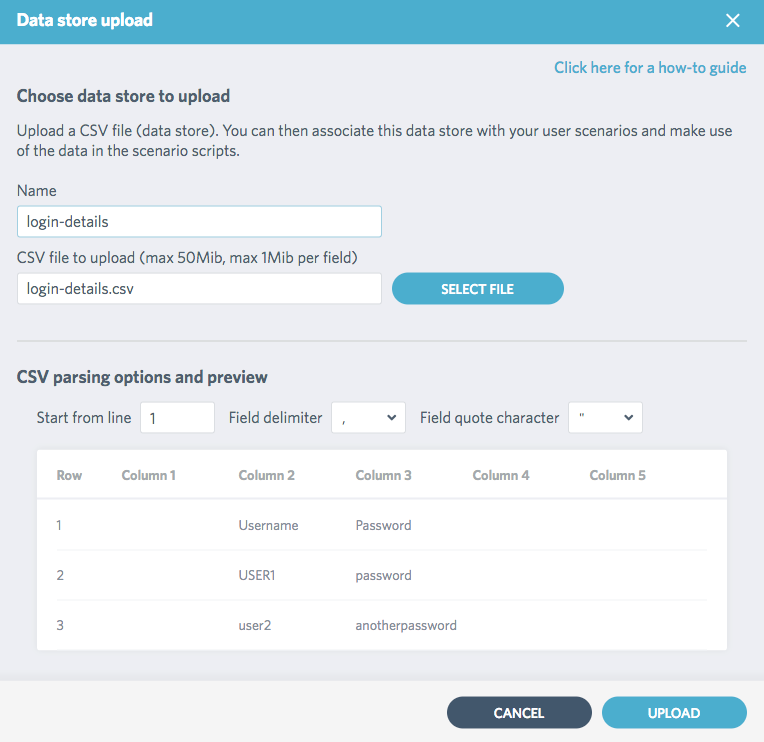 Data store upload
Click here for a how-to guide
Choose data store to upload
Upload a CSV file (data store). You can then associate this data store with your user scenarios and make use
of the data in the scenario scripts.
Name
login-details
CSV file to upload (max 50Mib, max 1Mib per field)
login-details.csv SELECT FILE
CSV parsing options and preview
Start from line 1 Field delimiter , Field quote character "
Row Column 1 Column 2 Column 3 Column 4 Column 5
1 Username Password
2 USER1 password
3 user2 anotherpassword
CANCEL UPLOAD